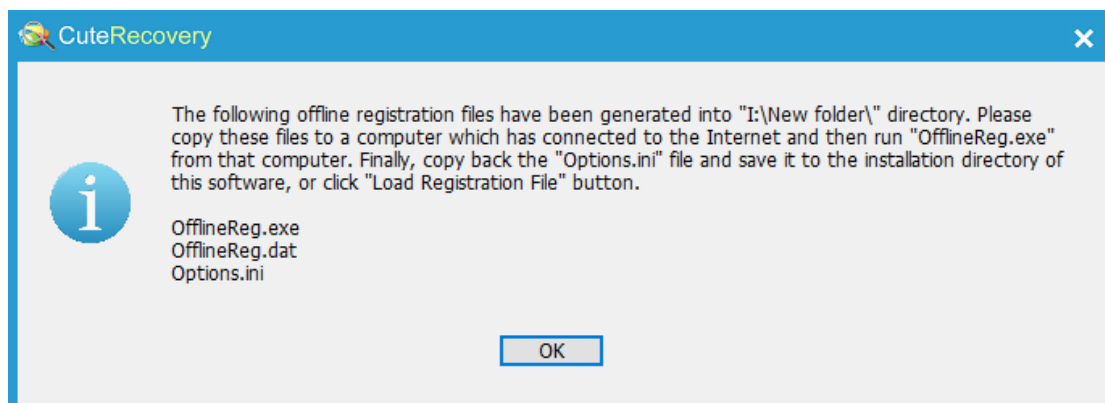 CuteRecovery
The following offline registration files have been generated into "I:\New folder\" directory. Please
copy these files to a computer which has connected to the Internet and then run "OfflineReg.exe"
from that computer. Finally, copy back the "Options.ini" file and save it to the installation directory of
this software, or click "Load Registration File" button.
OfflineReg.exe
OfflineReg.dat
Options.ini
OK